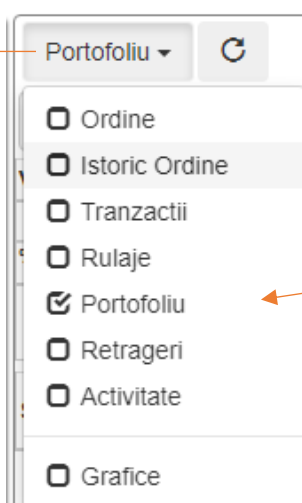 Portofoliu
Ordine
Istoric Ordine
Tranzactii
Rulaje
Portofoliu
Retrageri
Activitate
Grafice